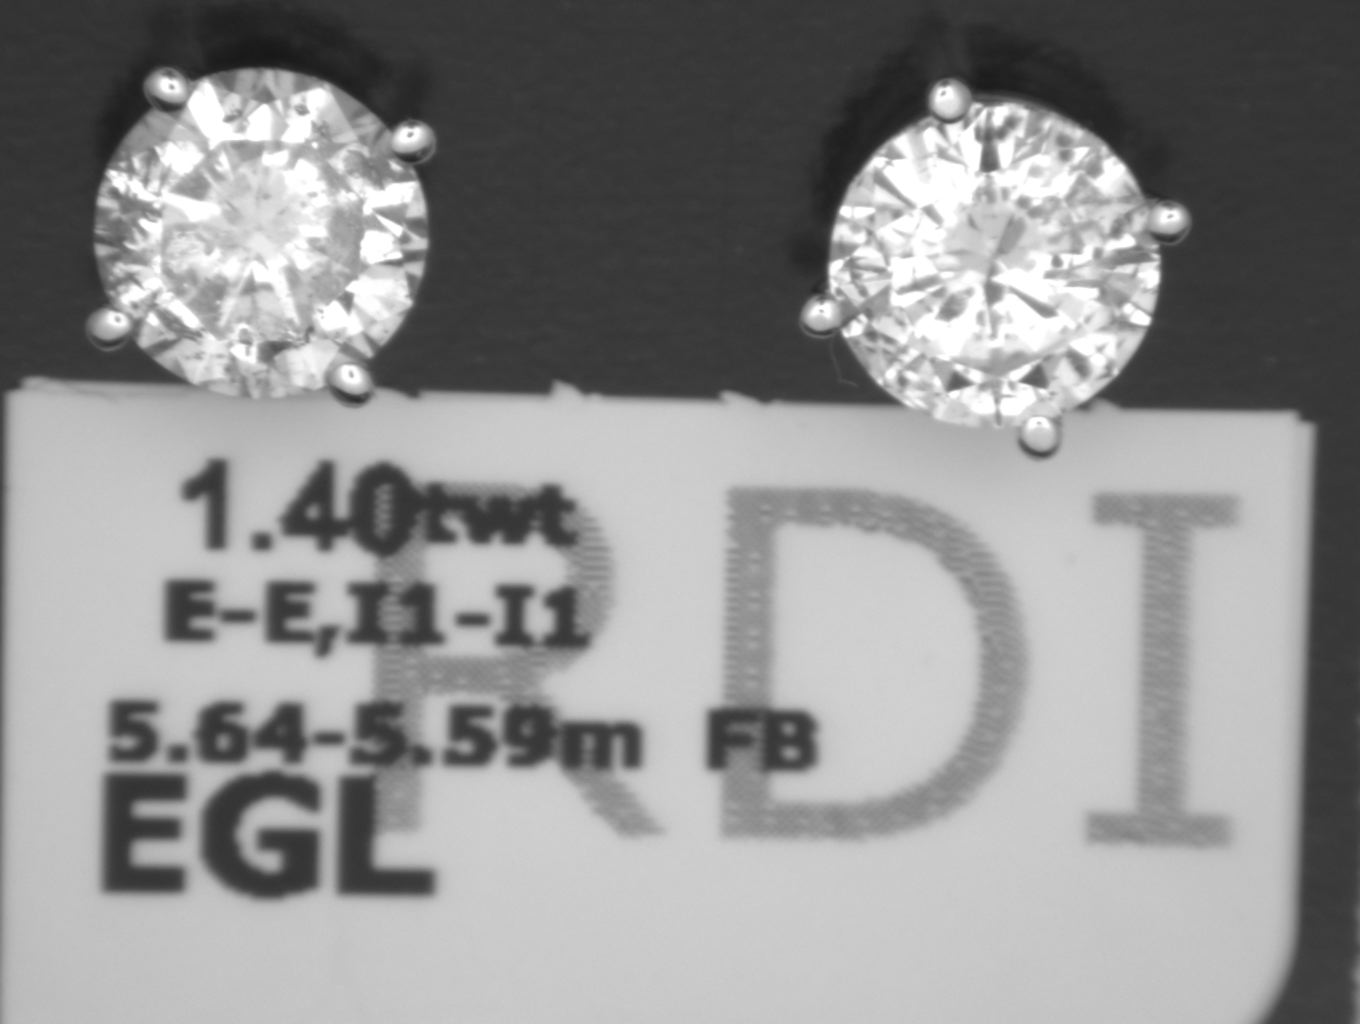 1.40twt
E-E,I1-I1
5.64-5.59m FB
EGL
RDI